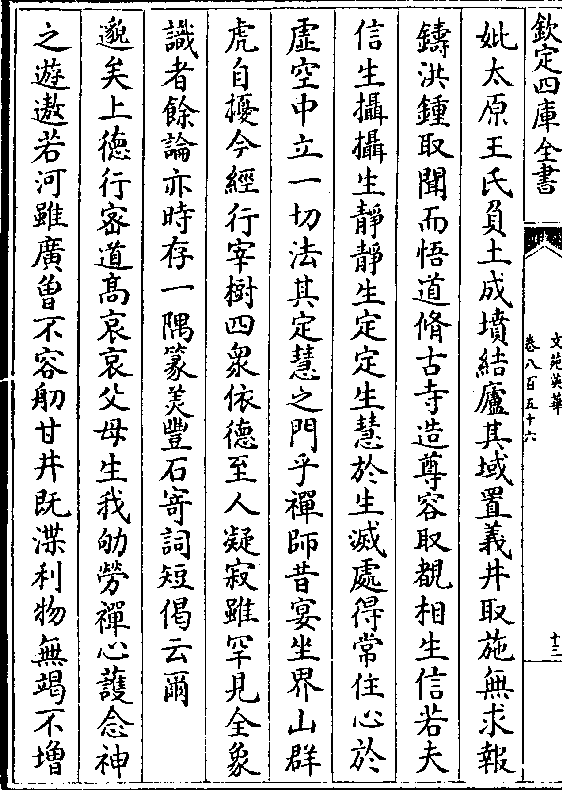 欽定四庫全書
文苑英華
卷八百五十六
十三
妣太原王氏負土成墳結廬其域置義井取施無求報
鑄洪鍾取聞而悟道脩古寺造尊容取覩相生信若夫
信生攝攝生靜靜生定定生慧於生滅處得常住心於
虛空中立一切法其定慧之門乎禪師昔宴坐界山群
虎自擾今經行宰樹四衆依德至人凝寂雖罕見全象
識者餘論亦時存一隅篆美豐石寄詞短偈云爾
邈矣上德行密道高哀哀父母生我劬勞禪心護念神
之遊遨若河雖廣曾不容舠甘井既渫利物無竭不增